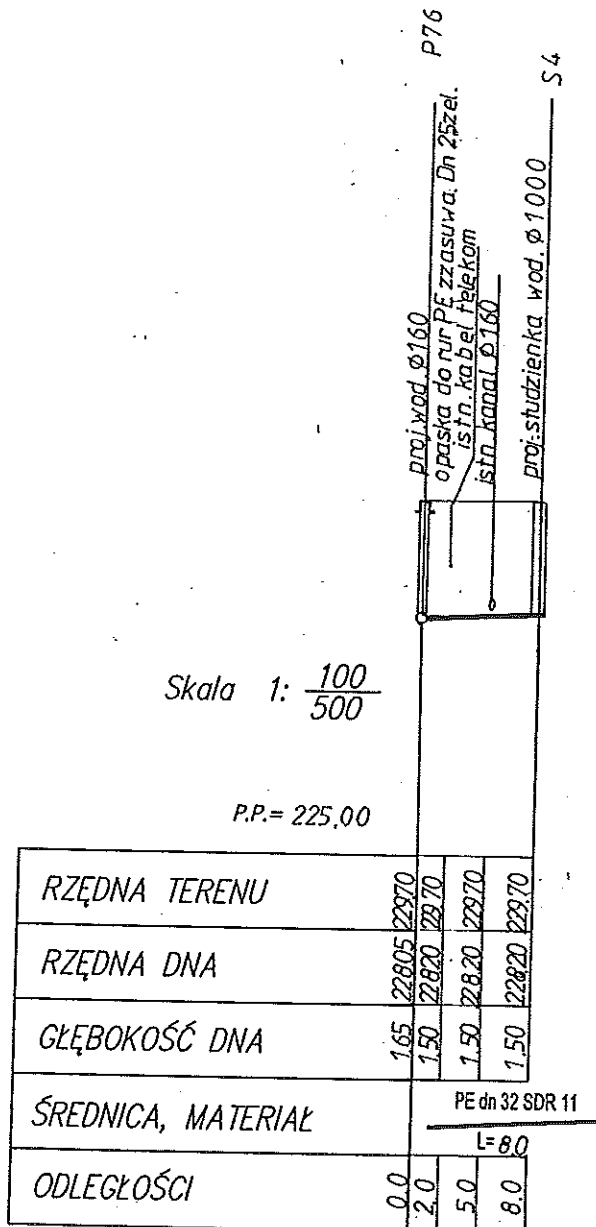 P76
proj.wod.ø160
opaska do rur PE zzasuwa. Dn 25żel.
istn.kabel telekom
istn.kanal.ø160
proj.studzienka wod.ø1000
S4
Skala 1: 100
500
P.P.= 225,00
RZĘDNA TERENU 229.70 229.70 229.70 229.70
RZĘDNA DNA 228.05 228.20 228.20 228.20
GŁĘBOKOŚĆ DNA 1.65 1.50 1.50 1.50
ŚREDNICA, MATERIAŁ PE dn 32 SDR 11
L= 8.0
ODLEGŁOŚCI 0.0 2.0 5.0 8.0